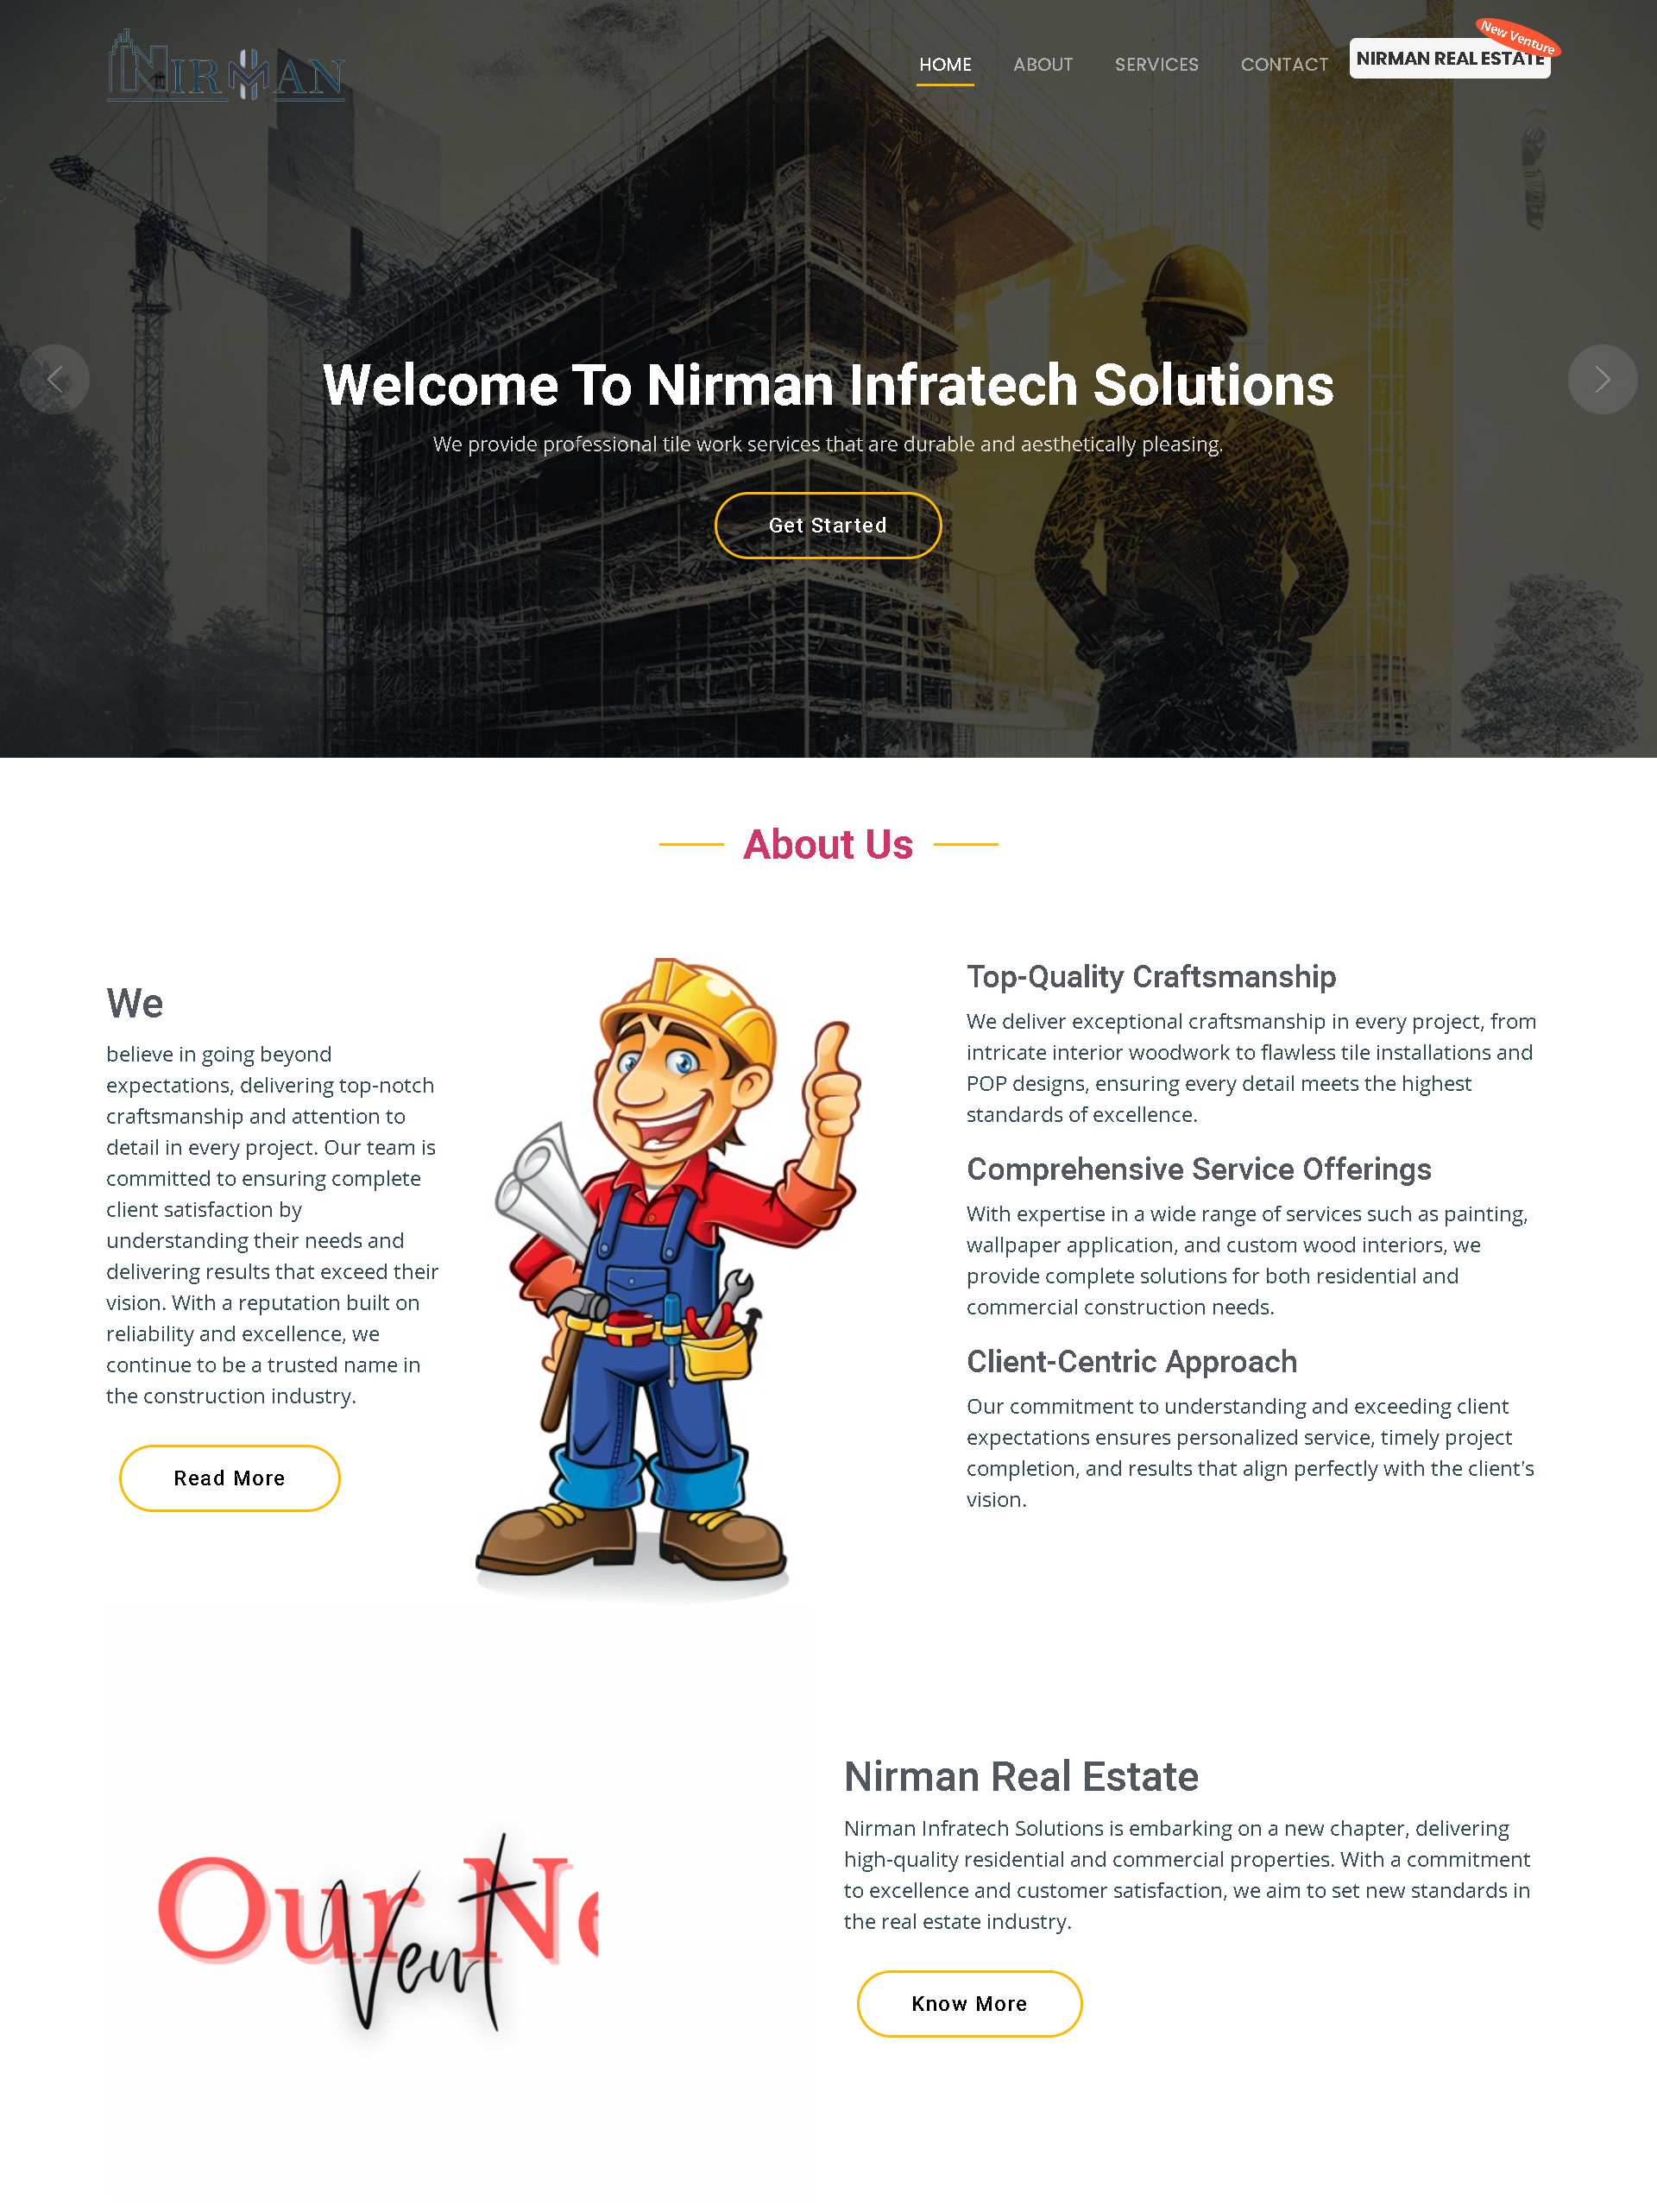 NIRMAN
HOME
ABOUT
SERVICES
CONTACT
New Venture
NIRMAN REAL ESTATE
Welcome To Nirman Infratech Solutions
We provide professional tile work services that are durable and aesthetically pleasing.
Get Started
About Us
We
believe in going beyond
expectations, delivering top-notch
craftsmanship and attention to
detail in every project. Our team is
committed to ensuring complete
client satisfaction by
understanding their needs and
delivering results that exceed their
vision. With a reputation built on
reliability and excellence, we
continue to be a trusted name in
the construction industry.
Read More
Top-Quality Craftsmanship
We deliver exceptional craftsmanship in every project, from
intricate interior woodwork to flawless tile installations and
POP designs, ensuring every detail meets the highest
standards of excellence.
Comprehensive Service Offerings
With expertise in a wide range of services such as painting,
wallpaper application, and custom wood interiors, we
provide complete solutions for both residential and
commercial construction needs.
Client-Centric Approach
Our commitment to understanding and exceeding client
expectations ensures personalized service, timely project
completion, and results that align perfectly with the client's
vision.
Our Ne
Vent
Nirman Real Estate
Nirman Infratech Solutions is embarking on a new chapter, delivering
high-quality residential and commercial properties. With a commitment
to excellence and customer satisfaction, we aim to set new standards in
the real estate industry.
Know More